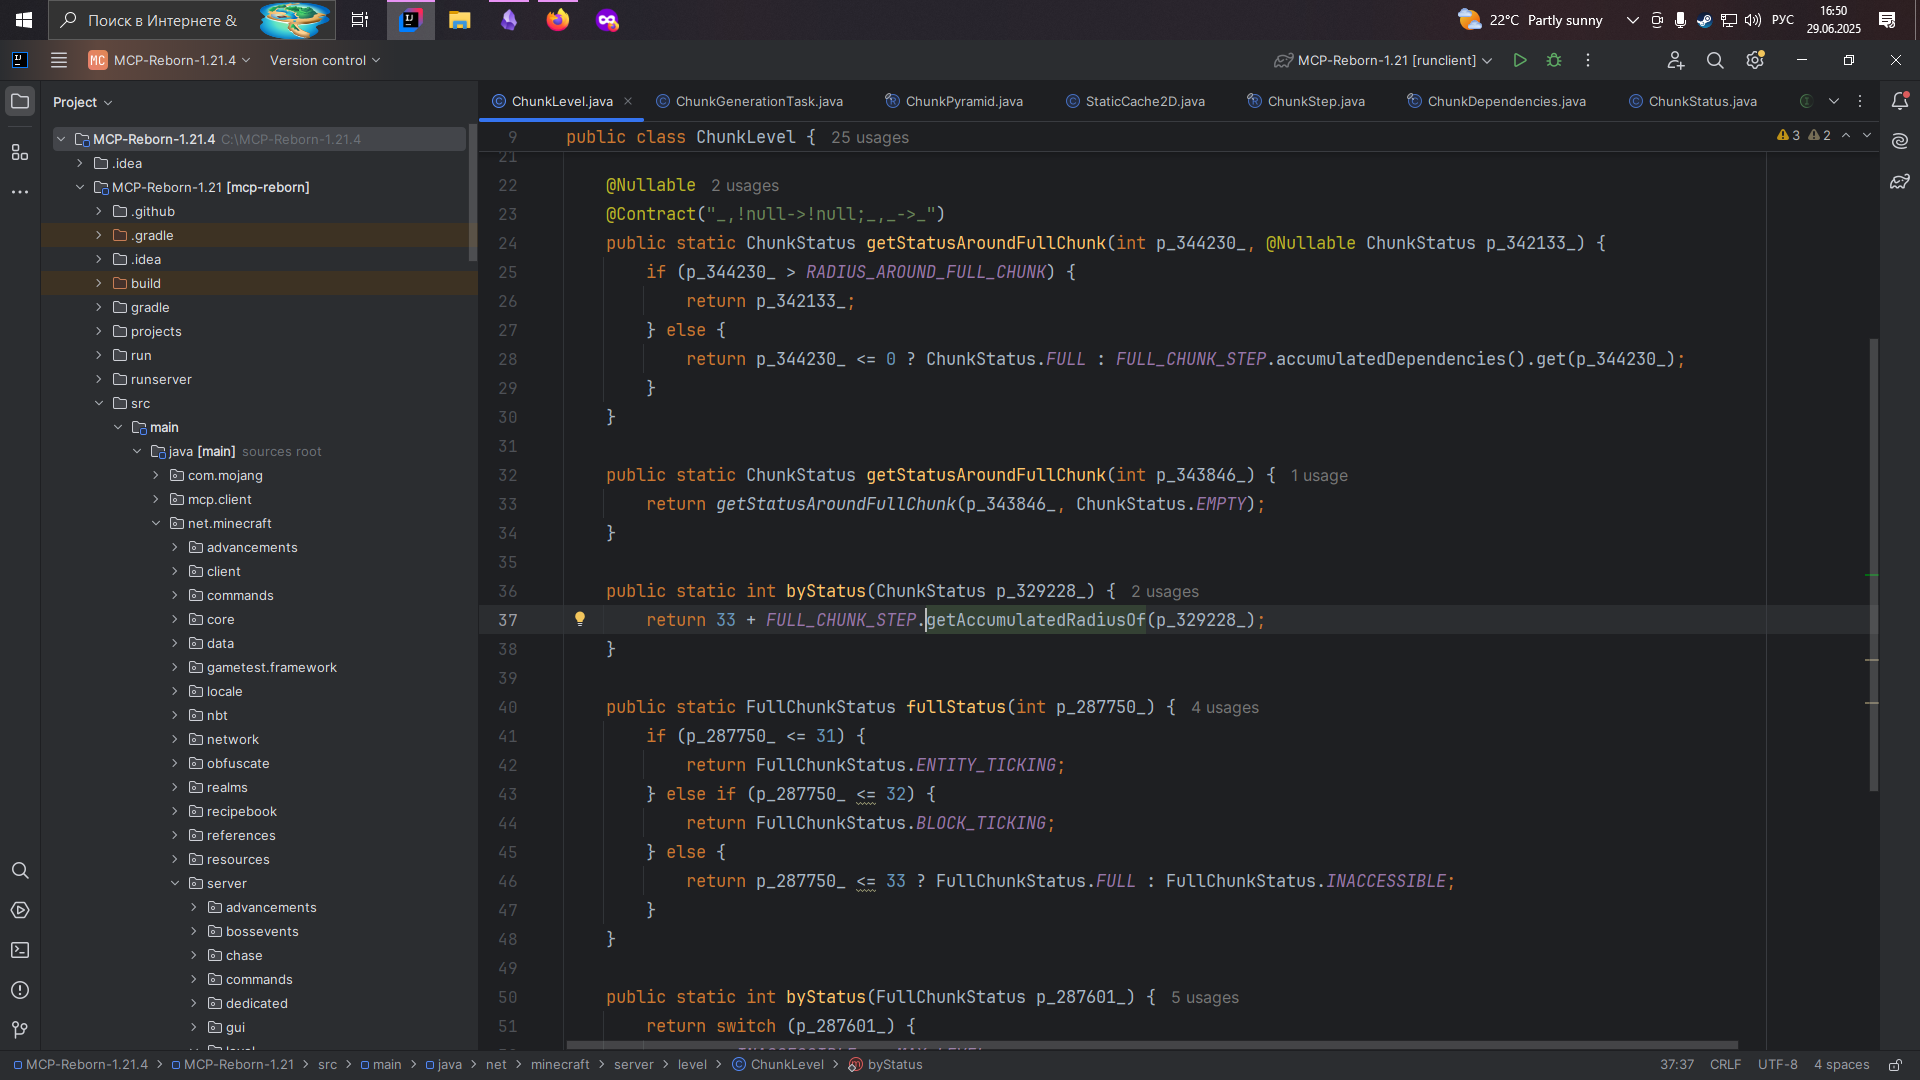 Поиск в Интернете &
22°C Partly sunny
РУС
16:50
29.06.2025
MC MCP-Reborn-1.21.4
Version control
MCP-Reborn-1.21 [runclient]
Project
ChunkLevel.java
ChunkGenerationTask.java
ChunkPyramid.java
StaticCache2D.java
ChunkStep.java
ChunkDependencies.java
ChunkStatus.java
MCP-Reborn-1.21.4 C:\MCP-Reborn-1.21.4
.idea
MCP-Reborn-1.21 [mcp-reborn]
.github
.gradle
.idea
build
gradle
projects
run
runserver
src
main
java [main] sources root
com.mojang
mcp.client
net.minecraft
advancements
client
commands
core
data
gametest.framework
locale
nbt
network
obfuscate
realms
recipebook
references
resources
server
advancements
bossevents
chase
commands
dedicated
gui
9 public class ChunkLevel { 25 usages
3 2
21
22 @Nullable 2 usages
23 @Contract("_,!null->!null;_,_->_")
24 public static ChunkStatus getStatusAroundFullChunk(int p_344230_, @Nullable ChunkStatus p_342133_) {
25 if (p_344230_ > RADIUS_AROUND_FULL_CHUNK) {
26 return p_342133_;
27 } else {
28 return p_344230_ <= 0 ? ChunkStatus.FULL : FULL_CHUNK_STEP.accumulatedDependencies().get(p_344230_);
29 }
30 }
31
32 public static ChunkStatus getStatusAroundFullChunk(int p_343846_) { 1 usage
33 return getStatusAroundFullChunk(p_343846_, ChunkStatus.EMPTY);
34 }
35
36 public static int byStatus(ChunkStatus p_329228_) { 2 usages
37 return 33 + FULL_CHUNK_STEP.getAccumulatedRadiusOf(p_329228_);
38 }
39
40 public static FullChunkStatus fullStatus(int p_287750_) { 4 usages
41 if (p_287750_ <= 31) {
42 return FullChunkStatus.ENTITY_TICKING;
43 } else if (p_287750_ <= 32) {
44 return FullChunkStatus.BLOCK_TICKING;
45 } else {
46 return p_287750_ <= 33 ? FullChunkStatus.FULL : FullChunkStatus.INACCESSIBLE;
47 }
48 }
49
50 public static int byStatus(FullChunkStatus p_287601_) { 5 usages
51 return switch (p_287601_) {
MCP-Reborn-1.21.4 > MCP-Reborn-1.21 > src > main > java > net > minecraft > server > level > ChunkLevel > byStatus
37:37 CRLF UTF-8 4 spaces